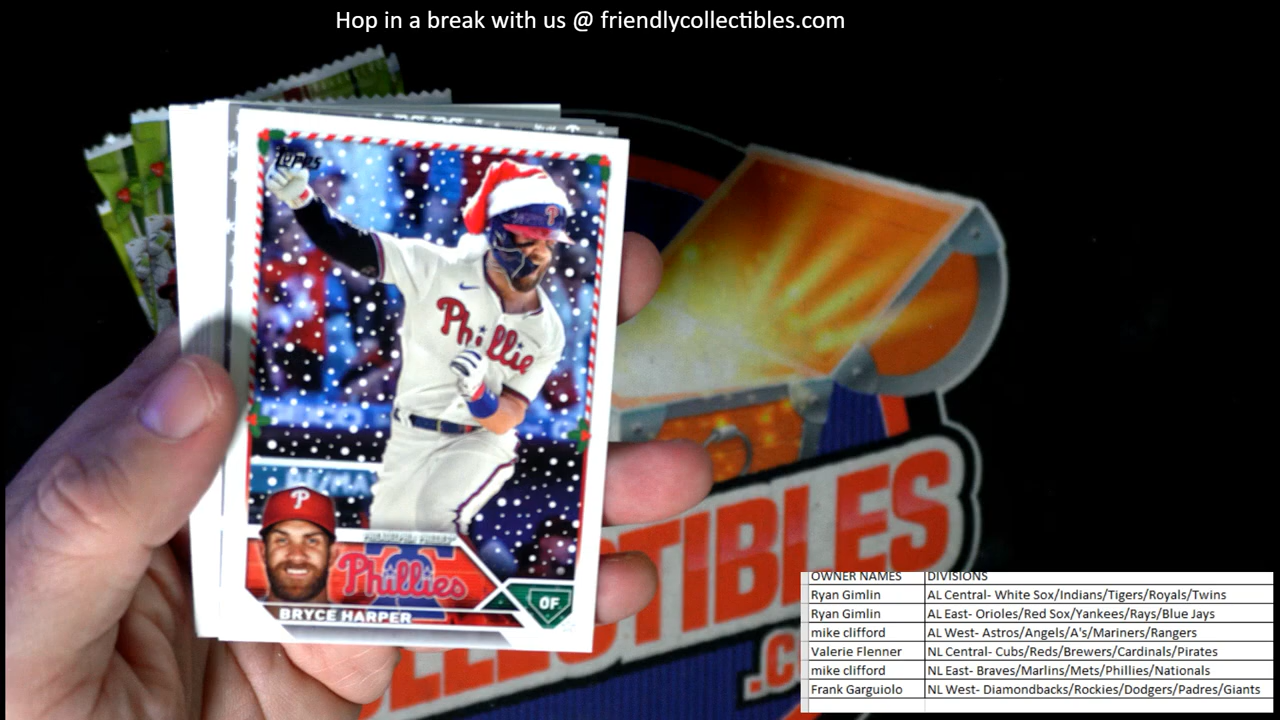 Hop in a break with us @ friendlycollectibles.com
Topps
P
Phillies
PHILADELPHIA PHILLIES®
P
Phillies
OF
BRYCE HARPER
CTIBLES
.C
OWNER NAMES DIVISIONS
Ryan Gimlin AL Central- White Sox/Indians/Tigers/Royals/Twins
Ryan Gimlin AL East- Orioles/Red Sox/Yankees/Rays/Blue Jays
mike clifford AL West- Astros/Angels/A's/Mariners/Rangers
Valerie Flenner NL Central- Cubs/Reds/Brewers/Cardinals/Pirates
mike clifford NL East- Braves/Marlins/Mets/Phillies/Nationals
Frank Garguiolo NL West- Diamondbacks/Rockies/Dodgers/Padres/Giants